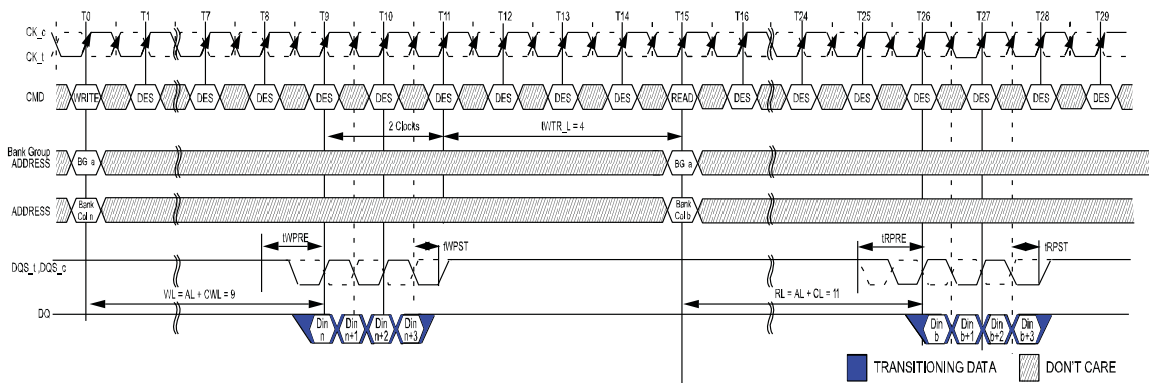 T0 T1 T7 T8 T9 T10 T11 T12 T13 T14 T15 T16 T24 T25 T26 T27 T28 T29
CK_c
CK_t
CMD WRITE DES DES DES DES DES DES DES DES DES READ DES DES DES DES DES DES DES
2 Clocks tWTR_L = 4
Bank Group
ADDRESS BG a BG a
ADDRESS Bank Col n Bank Col b
tWPRE tWPST tRPRE tRPST
DQS_t ,DQS_c
WL = AL + CWL = 9 RL = AL + CL = 11
DQ Din n Din n+1 Din n+2 Din n+3 Din b Din b+1 Din b+2 Din b+3
TRANSITIONING DATA DON'T CARE